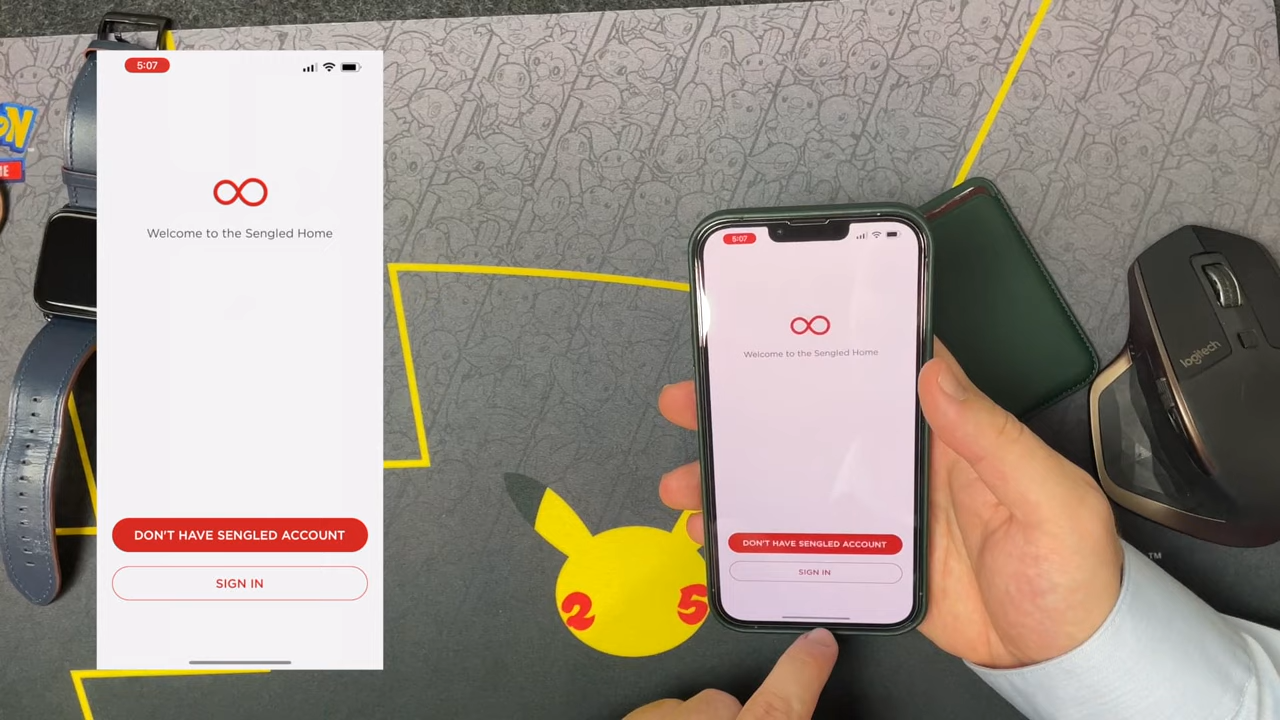 5:07
Welcome to the Sengled Home
DON'T HAVE SENGLED ACCOUNT
SIGN IN
5:07
Welcome to the Sengled Home
DON'T HAVE SENGLED ACCOUNT
SIGN IN
logitech
2 5
TM